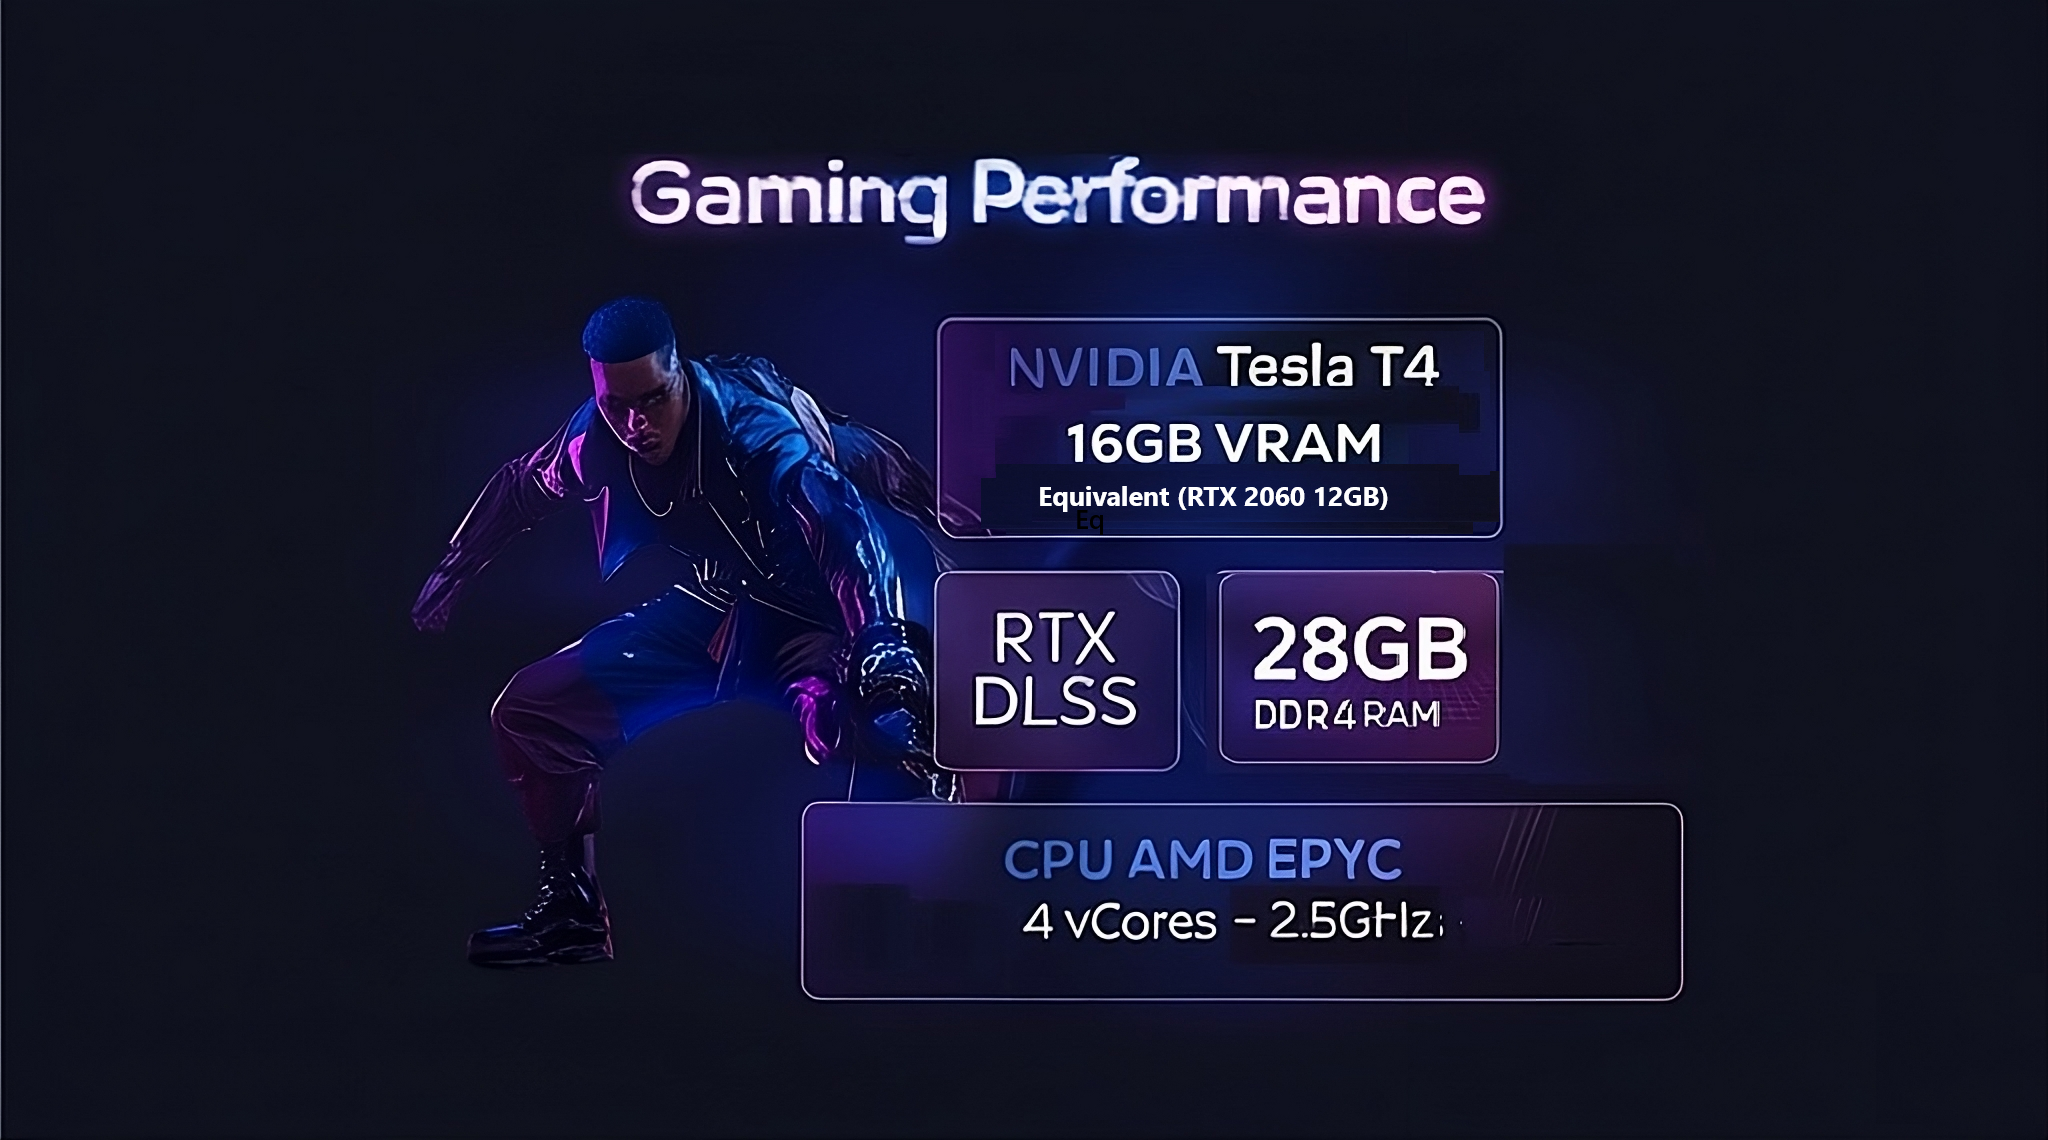 Gaming Performance
NVIDIA Tesla T4
16GB VRAM
Equivalent (RTX 2060 12GB)
Eq
RTX
DLSS
28GB
DDR4 RAM
CPU AMD EPYC
4 vCores - 2.5GHz